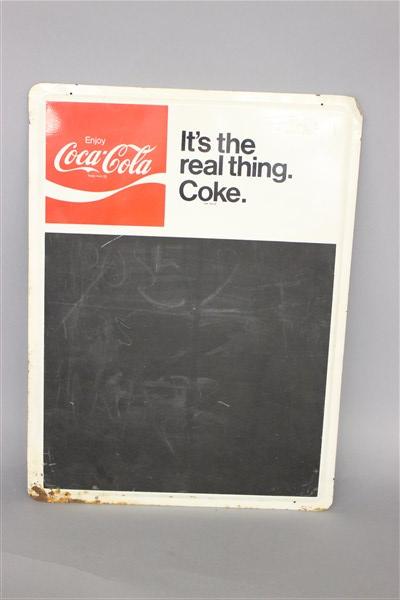 Enjoy
Coca-Cola
It's the
real thing.
Coke.